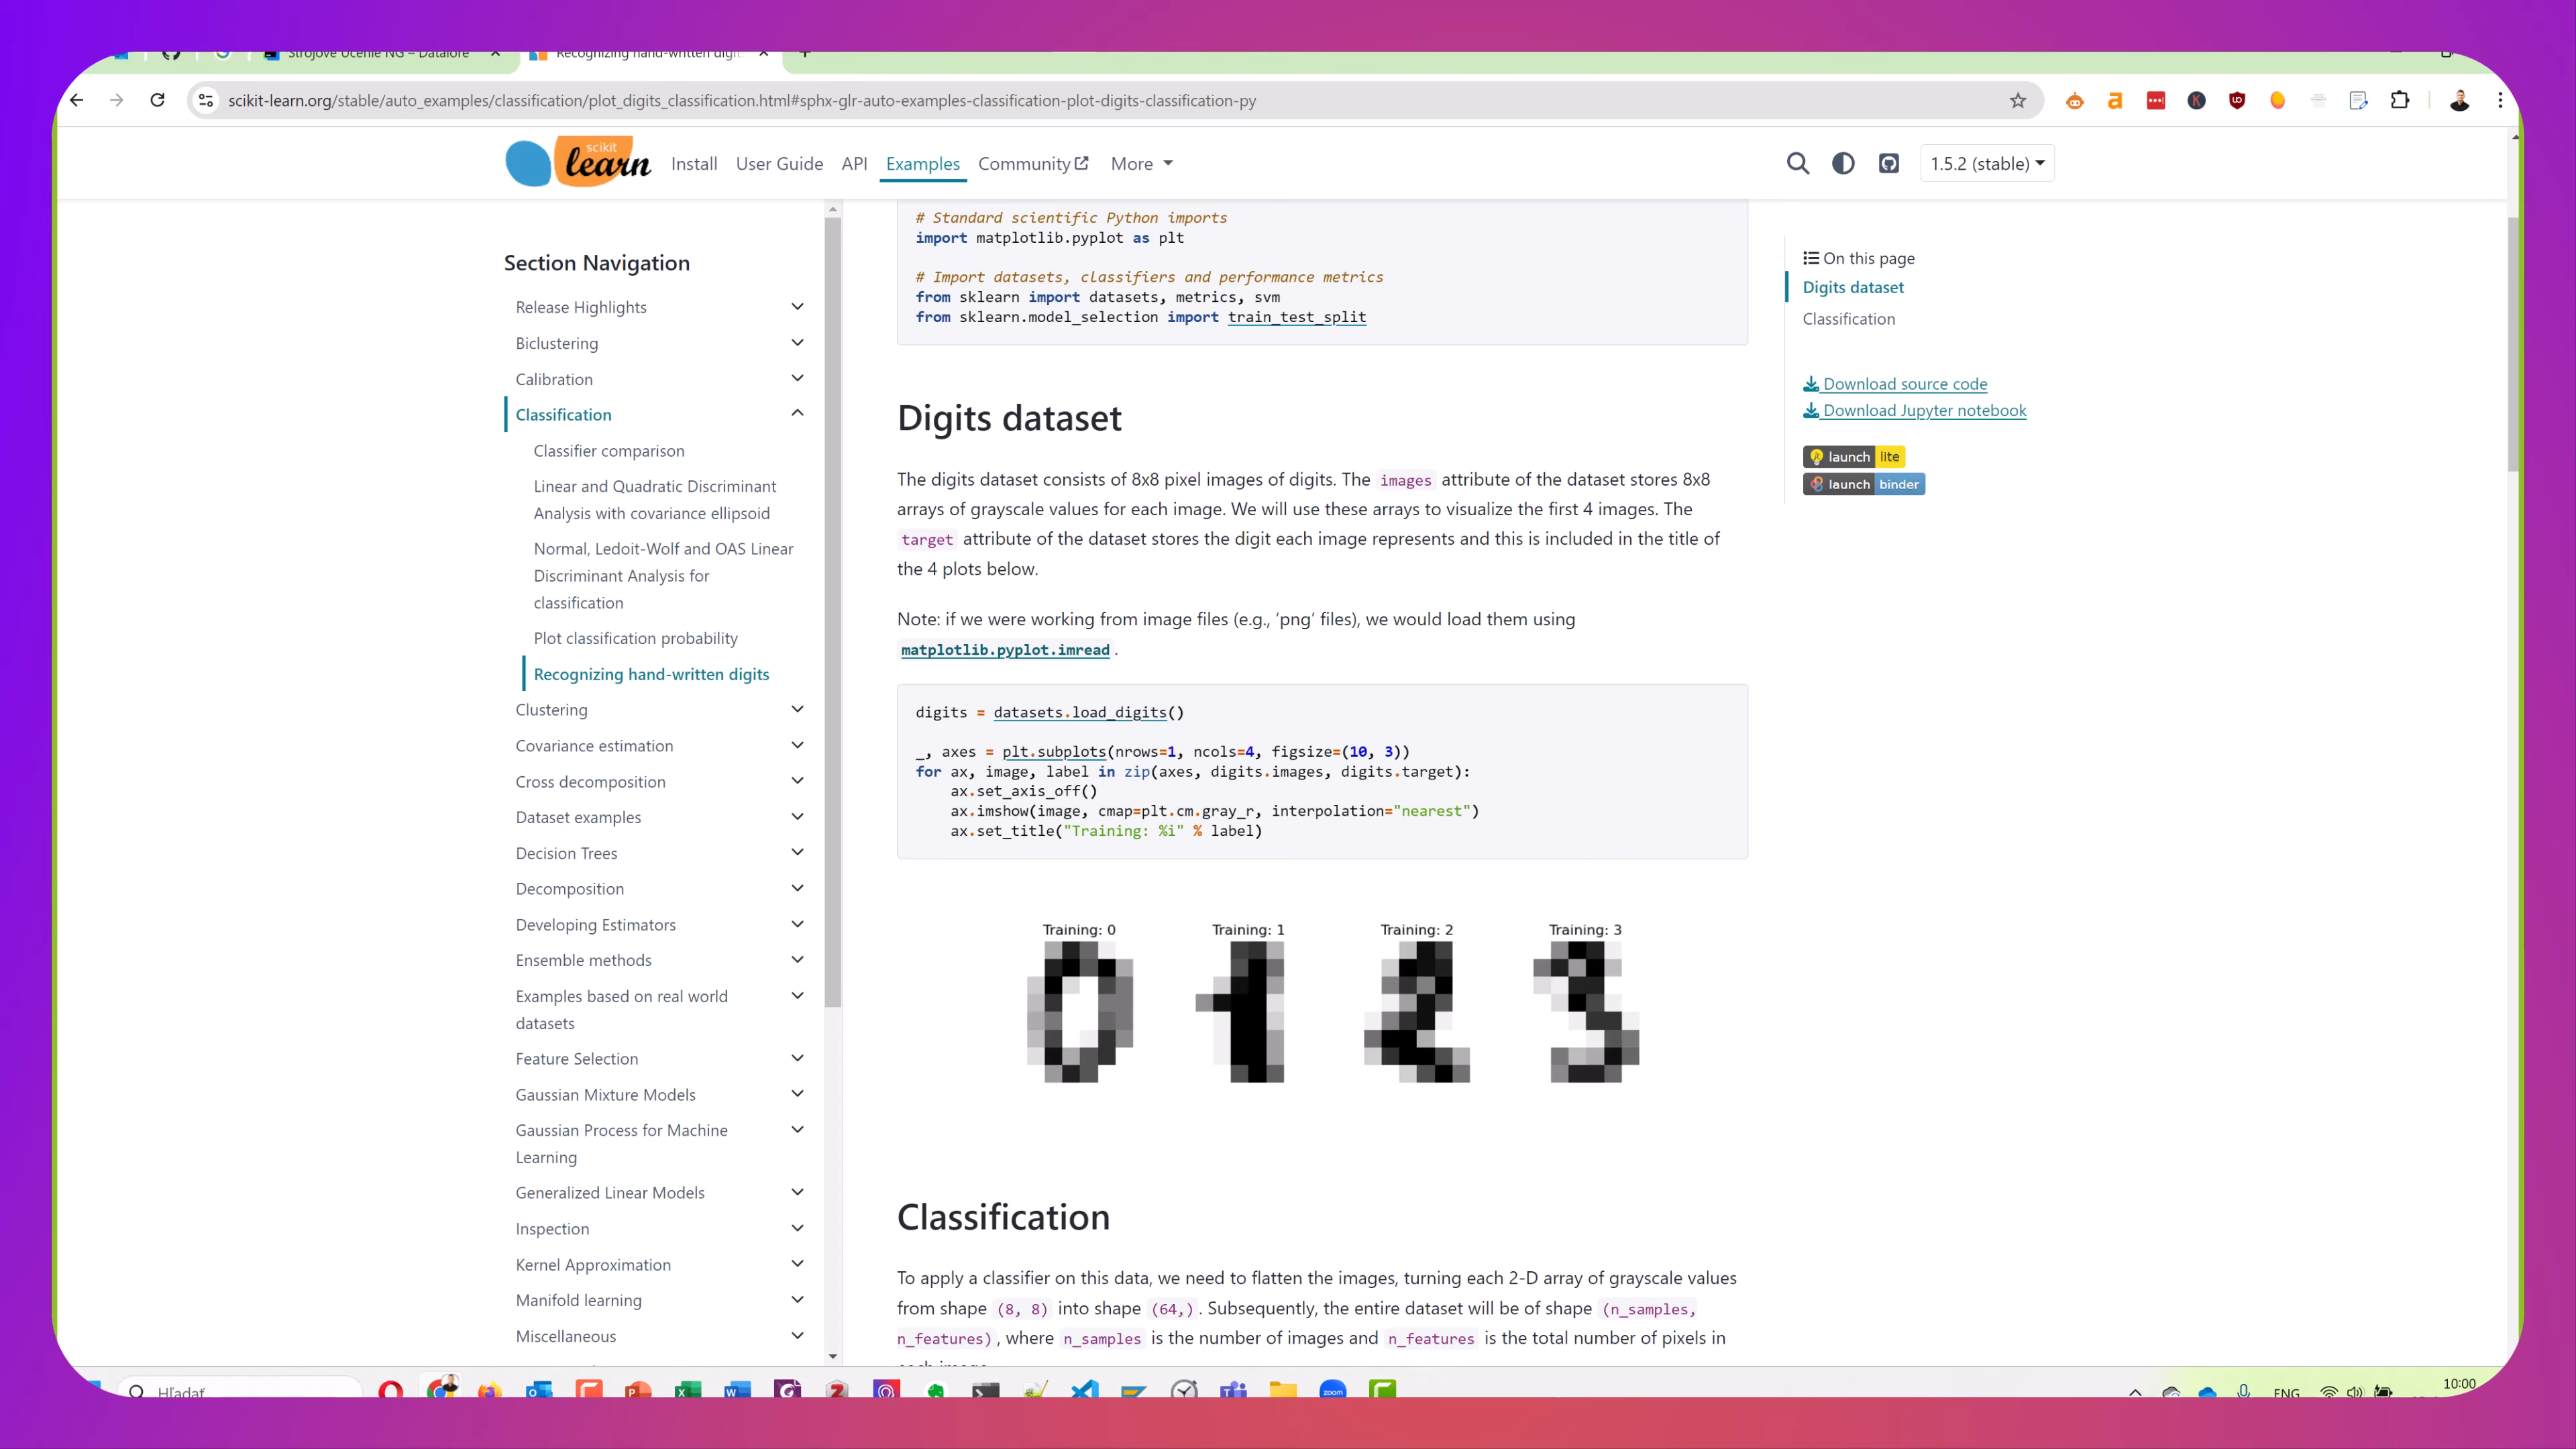 Strojové Učenie NG – Datalore
Recognizing hand-written digit
scikit-learn.org/stable/auto_examples/classification/plot_digits_classification.html#sphx-glr-auto-examples-classification-plot-digits-classification-py
scikit
learn
Install User Guide API Examples Community More
1.5.2 (stable)
Section Navigation
Release Highlights
Biclustering
Calibration
Classification
Classifier comparison
Linear and Quadratic Discriminant
Analysis with covariance ellipsoid
Normal, Ledoit-Wolf and OAS Linear
Discriminant Analysis for
classification
Plot classification probability
Recognizing hand-written digits
Clustering
Covariance estimation
Cross decomposition
Dataset examples
Decision Trees
Decomposition
Developing Estimators
Ensemble methods
Examples based on real world
datasets
Feature Selection
Gaussian Mixture Models
Gaussian Process for Machine
Learning
Generalized Linear Models
Inspection
Kernel Approximation
Manifold learning
Miscellaneous
# Standard scientific Python imports
import matplotlib.pyplot as plt
# Import datasets, classifiers and performance metrics
from sklearn import datasets, metrics, svm
from sklearn.model_selection import train_test_split
Digits dataset
The digits dataset consists of 8x8 pixel images of digits. The images attribute of the dataset stores 8x8
arrays of grayscale values for each image. We will use these arrays to visualize the first 4 images. The
target attribute of the dataset stores the digit each image represents and this is included in the title of
the 4 plots below.
Note: if we were working from image files (e.g., ‘png’ files), we would load them using
matplotlib.pyplot.imread .
digits = datasets.load_digits()
_, axes = plt.subplots(nrows=1, ncols=4, figsize=(10, 3))
for ax, image, label in zip(axes, digits.images, digits.target):
ax.set_axis_off()
ax.imshow(image, cmap=plt.cm.gray_r, interpolation="nearest")
ax.set_title("Training: %i" % label)
Training: 0 Training: 1 Training: 2 Training: 3
Classification
To apply a classifier on this data, we need to flatten the images, turning each 2-D array of grayscale values
from shape (8, 8) into shape (64,) . Subsequently, the entire dataset will be of shape (n_samples,
n_features) , where n_samples is the number of images and n_features is the total number of pixels in
each image.
On this page
Digits dataset
Classification
Download source code
Download Jupyter notebook
launch lite
launch binder
Hľadať
zoom
ENG
10:00